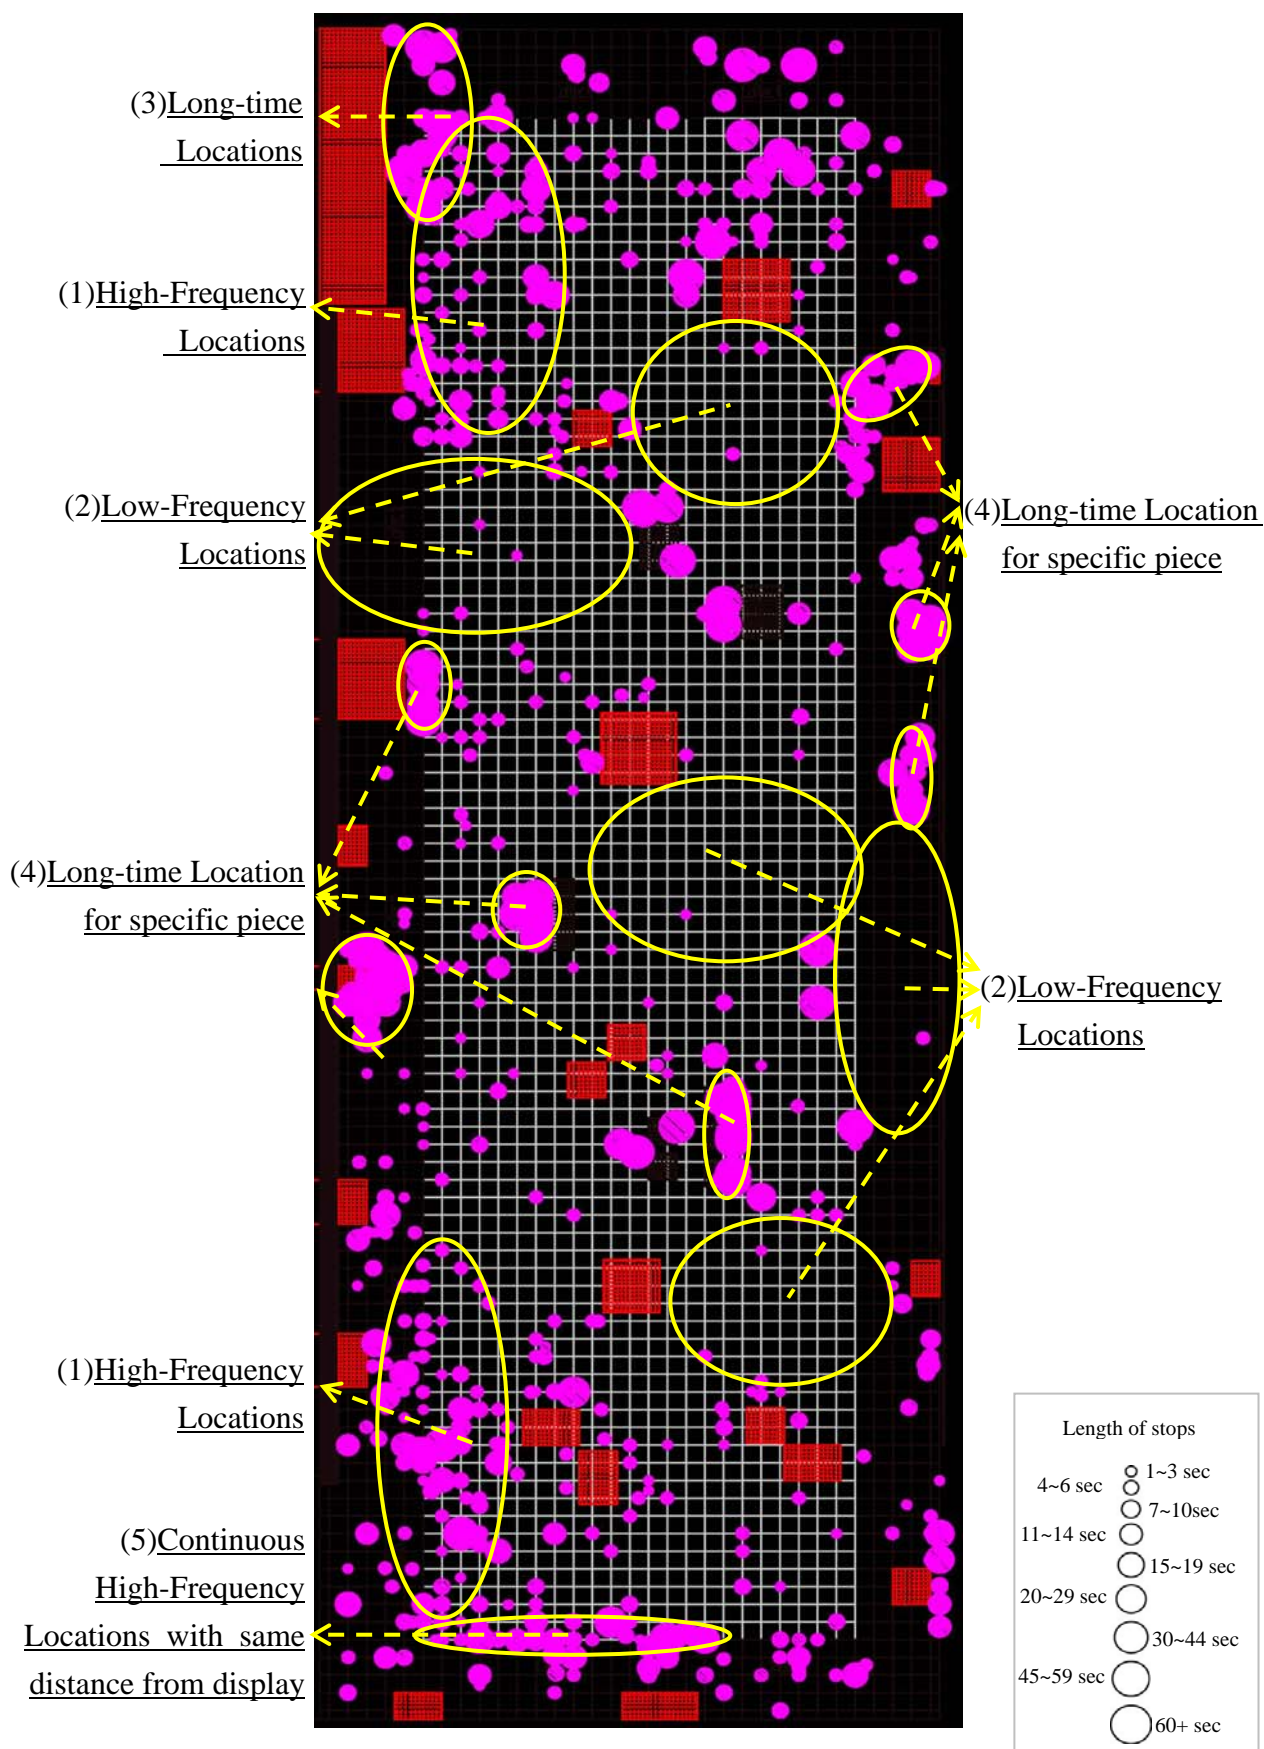 (3)Long-time
Locations
(1)High-Frequency
Locations
(2)Low-Frequency
Locations
(4)Long-time Location
for specific piece
(4)Long-time Location
for specific piece
(2)Low-Frequency
Locations
(1)High-Frequency
Locations
(5)Continuous
High-Frequency
Locations with same
distance from display
Length of stops
1~3 sec
4~6 sec
7~10sec
11~14 sec
15~19 sec
20~29 sec
30~44 sec
45~59 sec
60+ sec